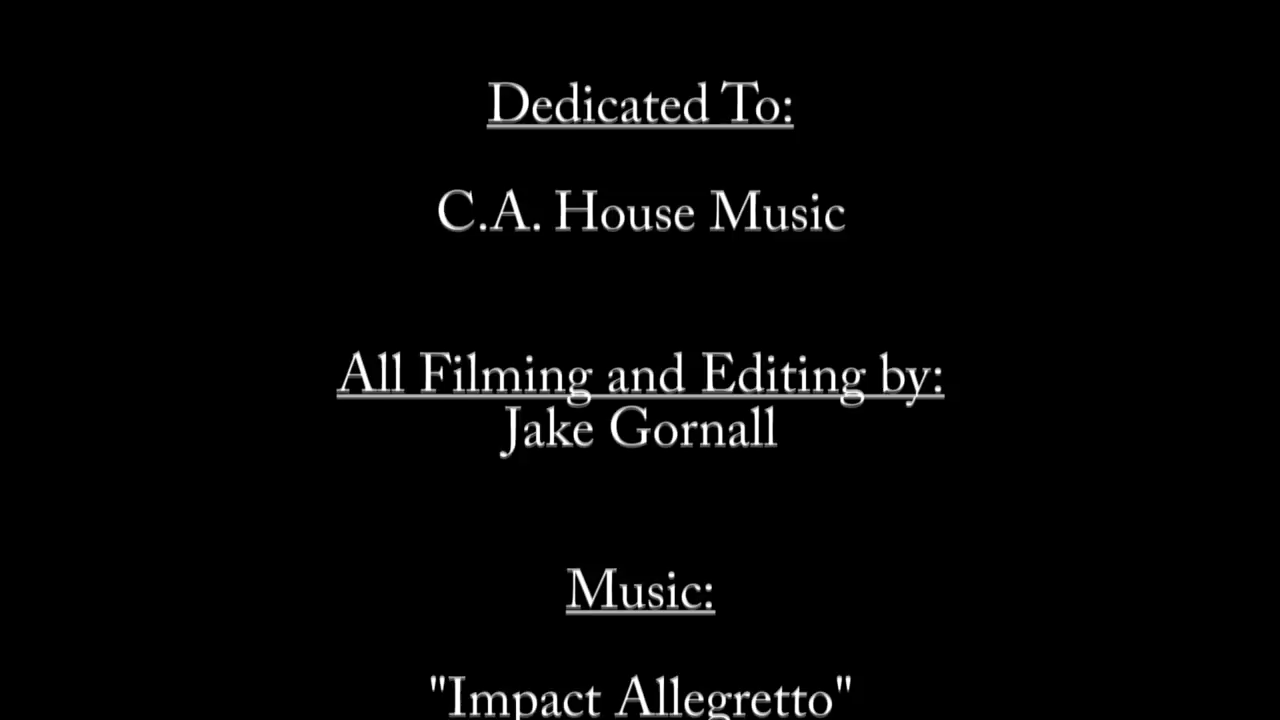 Dedicated To:
C.A. House Music
All Filming and Editing by:
Jake Gornall
Music:
"Impact Allegretto"